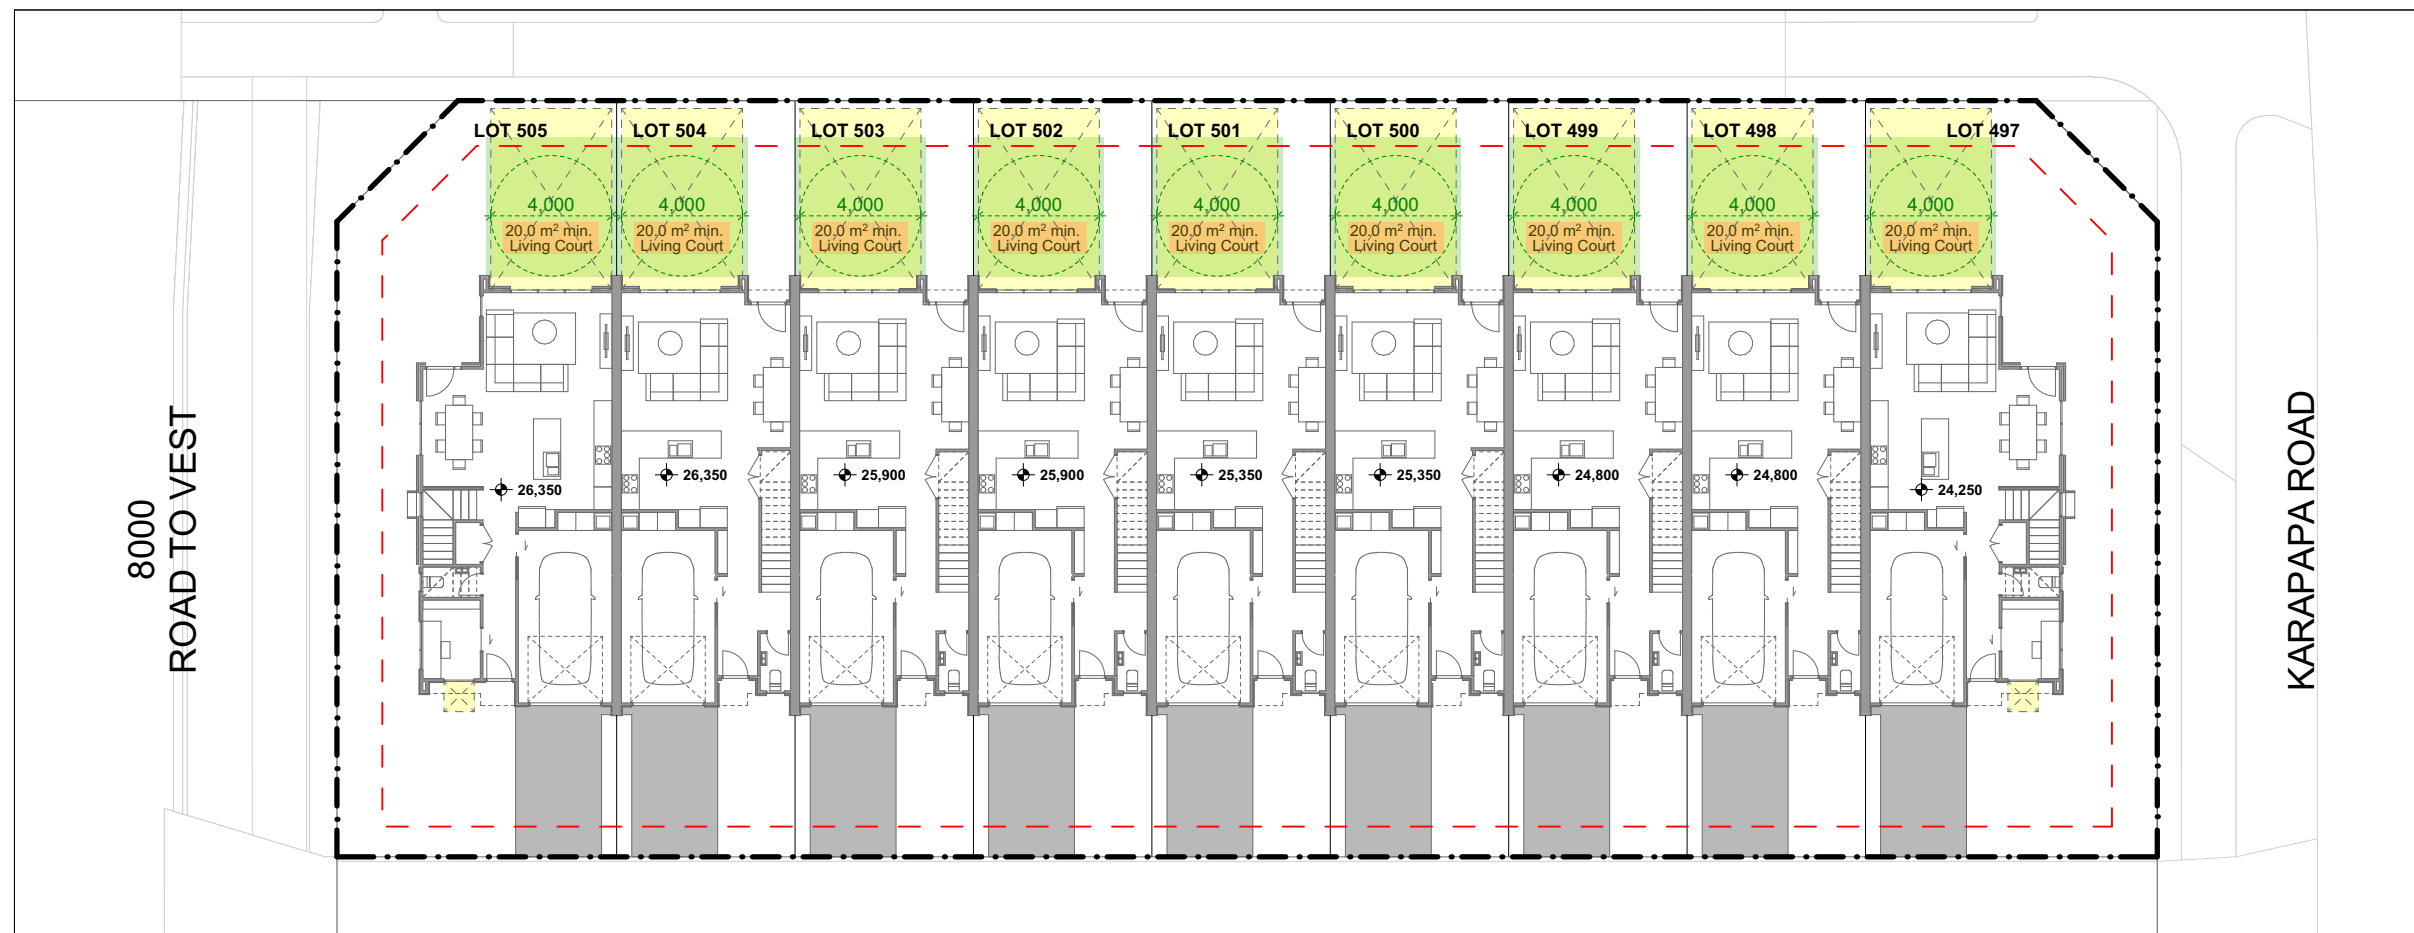 LOT 505
LOT 504
LOT 503
LOT 502
LOT 501
LOT 500
LOT 499
LOT 498
LOT 497
4,000
4,000
4,000
4,000
4,000
4,000
4,000
4,000
4,000
20,0 m² min.
Living Court
20,0 m² min.
Living Court
20,0 m² min.
Living Court
20,0 m² min.
Living Court
20,0 m² min.
Living Court
20,0 m² min.
Living Court
20,0 m² min.
Living Court
20,0 m² min.
Living Court
20,0 m² min.
Living Court
26,350
26,350
25,900
25,900
25,350
25,350
24,800
24,800
24,250
8000
ROAD TO VEST
KARAPAPA ROAD